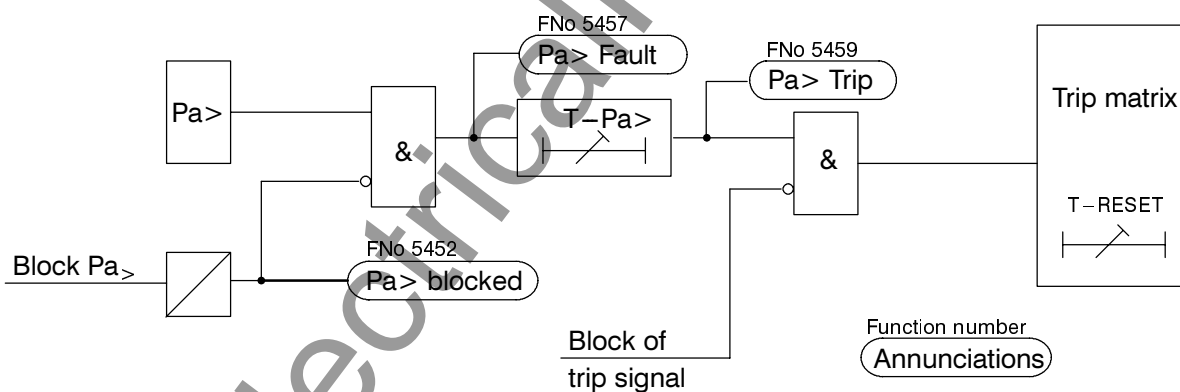 FNo 5457
Pa> Fault
FNo 5459
Pa> Trip
Pa>
&
T–Pa>
Trip matrix
&
T–RESET
FNo 5452
Block Pa>
Pa> blocked
Block of
trip signal
Function number
Annunciations